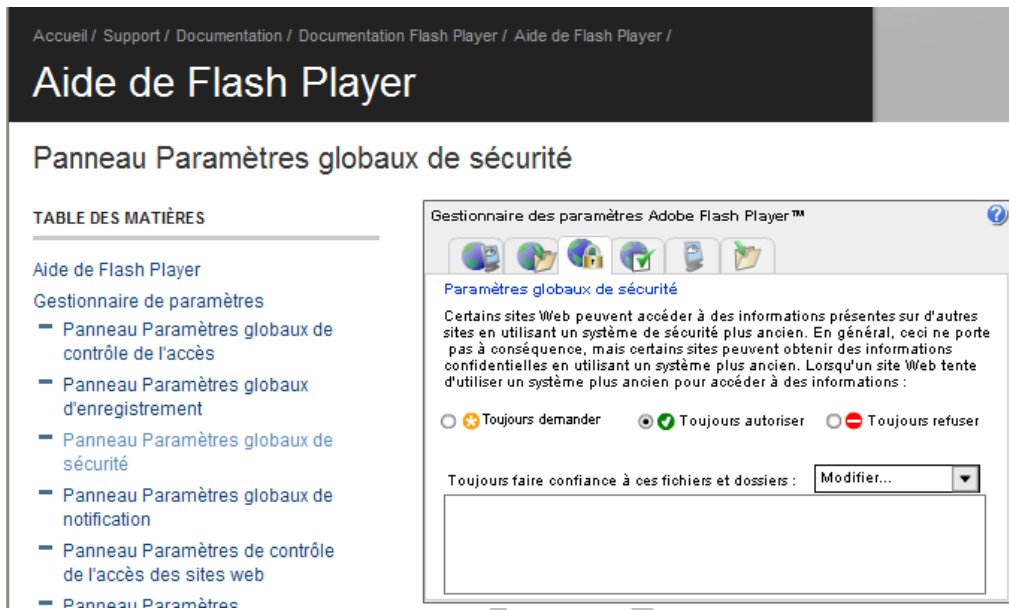 Accueil / Support / Documentation / Documentation Flash Player / Aide de Flash Player /
Aide de Flash Player
Panneau Paramètres globaux de sécurité
TABLE DES MATIÈRES
Aide de Flash Player
Gestionnaire de paramètres
Panneau Paramètres globaux de
contrôle de l'accès
Panneau Paramètres globaux
d'enregistrement
Panneau Paramètres globaux de
sécurité
Panneau Paramètres globaux de
notification
Panneau Paramètres de contrôle
de l'accès des sites web
Panneau Paramètres
Gestionnaire des paramètres Adobe Flash Player™
Paramètres globaux de sécurité
Certains sites Web peuvent accéder à des informations présentes sur d'autres
sites en utilisant un système de sécurité plus ancien. En général, ceci ne porte
pas à conséquence, mais certains sites peuvent obtenir des informations
confidentielles en utilisant un système plus ancien. Lorsqu'un site Web tente
d'utiliser un système plus ancien pour accéder à des informations :
Toujours demander Toujours autoriser Toujours refuser
Toujours faire confiance à ces fichiers et dossiers : Modifier...